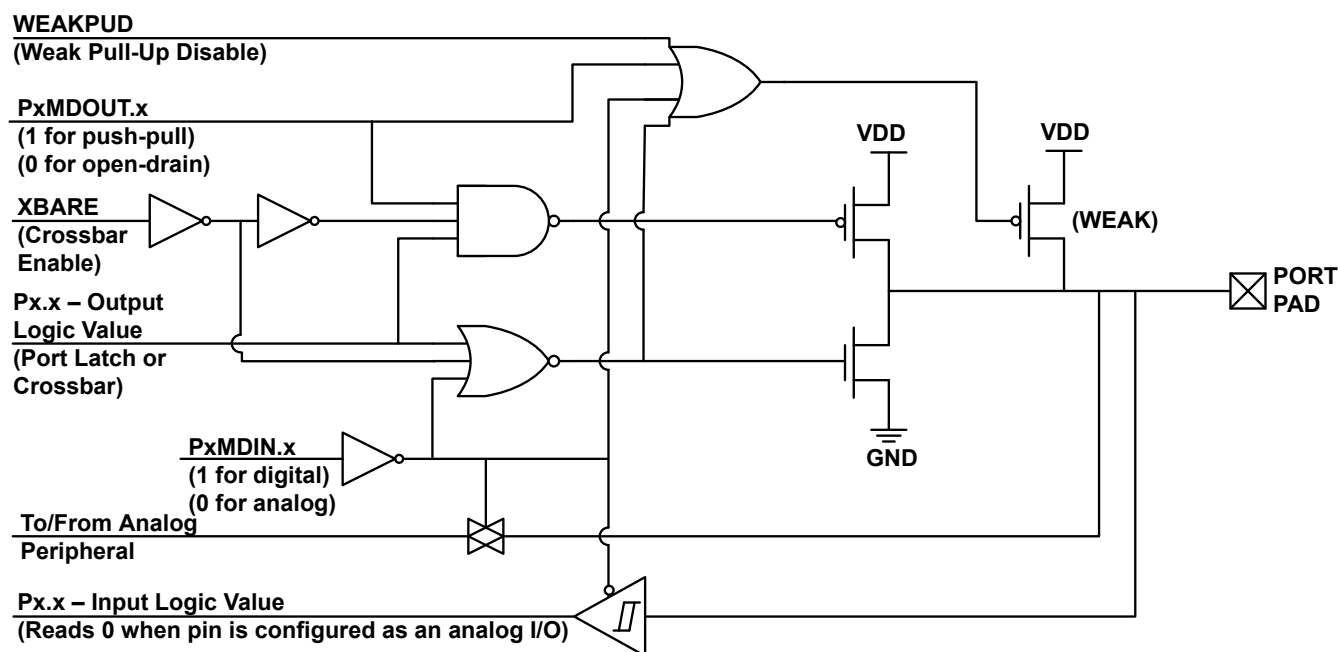 WEAKPUD
(Weak Pull-Up Disable)
PxMDOUT.x
(1 for push-pull)
(0 for open-drain)
VDD
VDD
XBARE
(Crossbar
Enable)
(WEAK)
Px.x – Output
Logic Value
(Port Latch or
Crossbar)
PORT
PAD
PxMDIN.x
(1 for digital)
(0 for analog)
GND
To/From Analog
Peripheral
Px.x – Input Logic Value
(Reads 0 when pin is configured as an analog I/O)